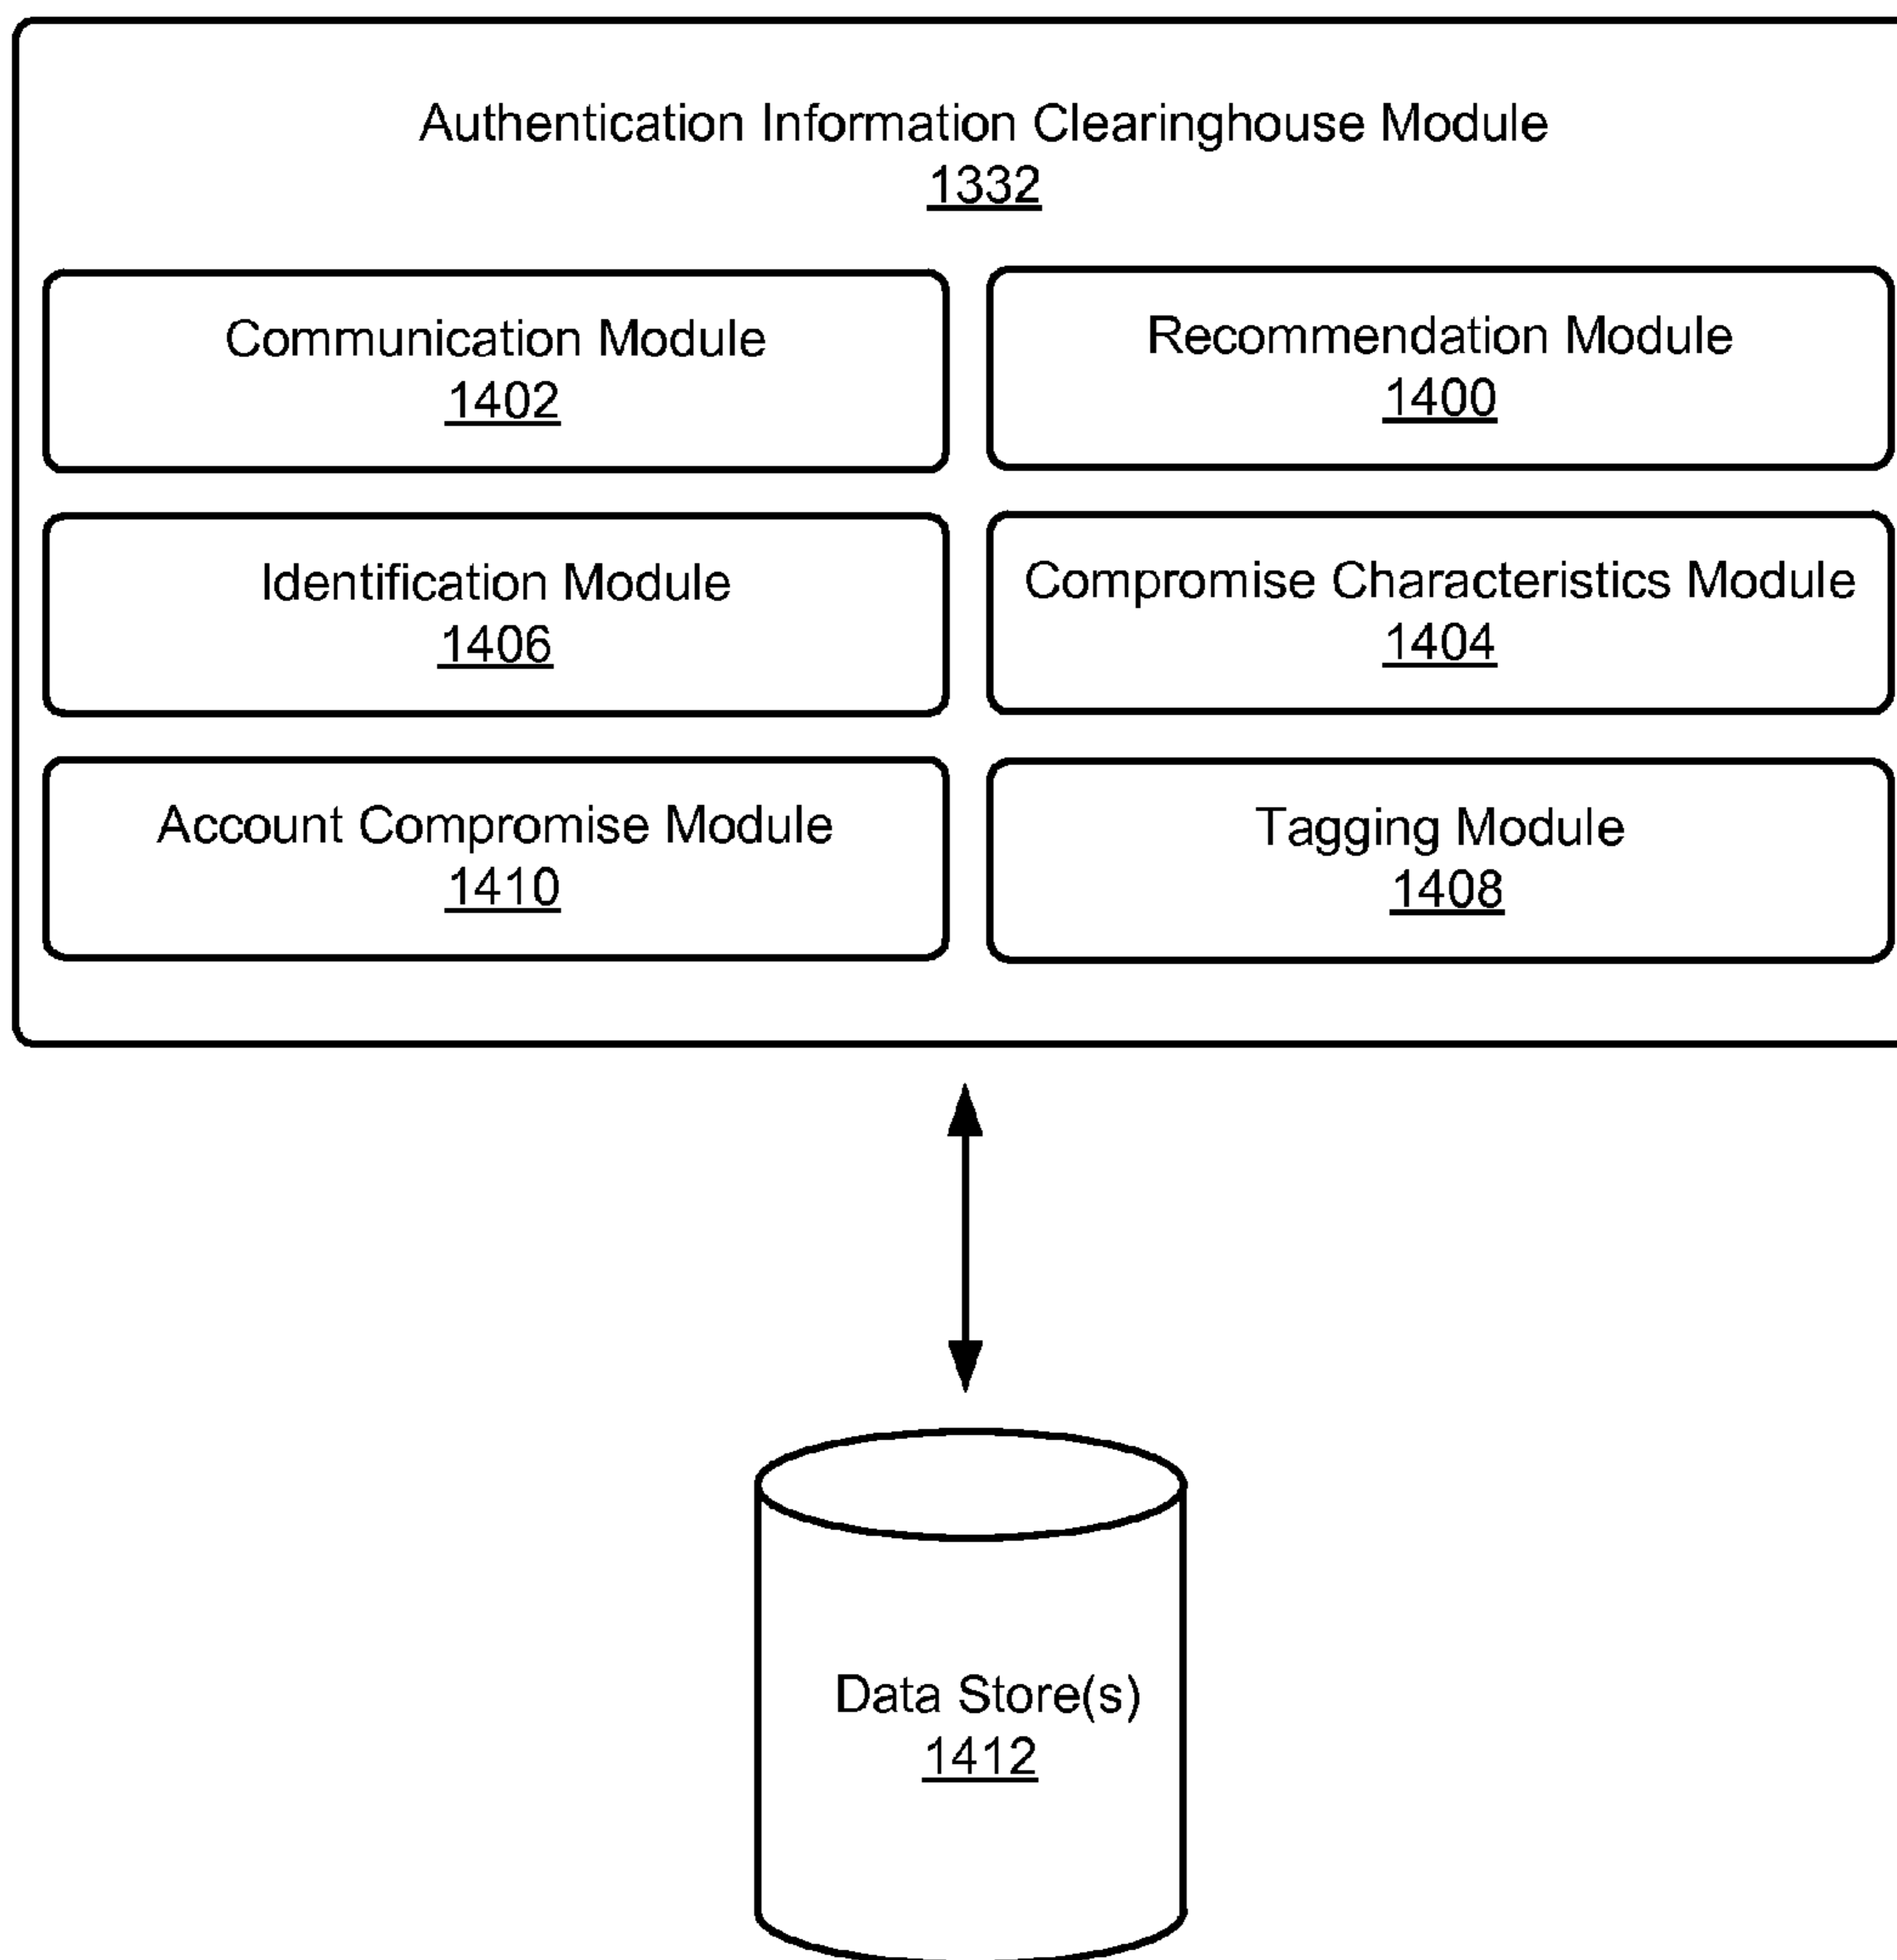 Authentication Information Clearinghouse Module
1332
Communication Module
1402
Recommendation Module
1400
Identification Module
1406
Compromise Characteristics Module
1404
Account Compromise Module
1410
Tagging Module
1408
Data Store(s)
1412